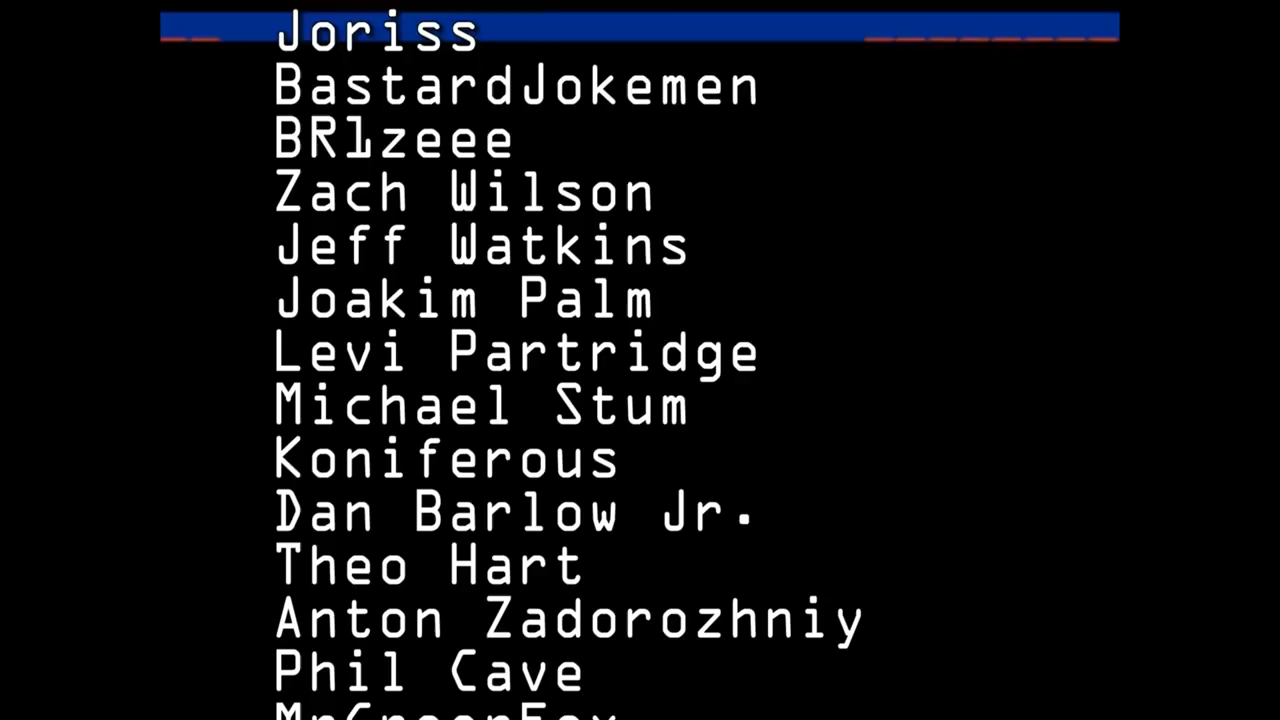 Joriss
BastardJokemen
BR1zeee
Zach Wilson
Jeff Watkins
Joakim Palm
Levi Partridge
Michael Stum
Koniferous
Dan Barlow Jr.
Theo Hart
Anton Zadorozhniy
Phil Cave
MrGreenFox